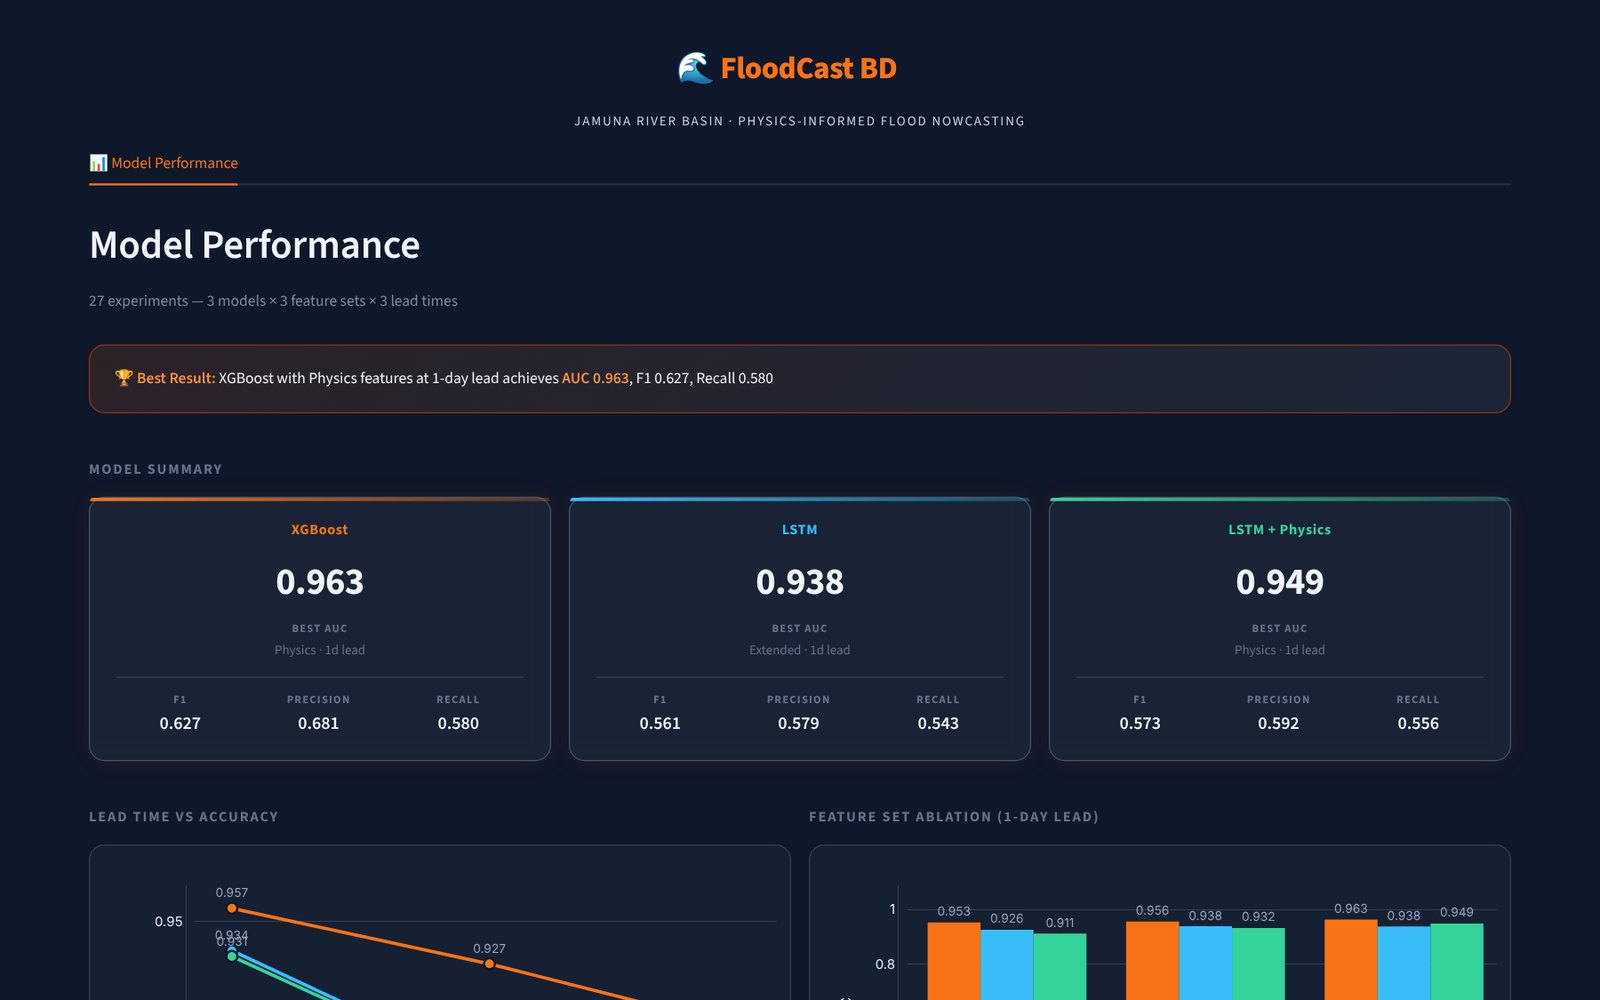 🌊 FloodCast BD
JAMUNA RIVER BASIN · PHYSICS-INFORMED FLOOD NOWCASTING
📊 Model Performance
Model Performance
27 experiments — 3 models × 3 feature sets × 3 lead times
🏆 Best Result: XGBoost with Physics features at 1-day lead achieves AUC 0.963, F1 0.627, Recall 0.580
MODEL SUMMARY
XGBoost
0.963
BEST AUC
Physics · 1d lead
F1 PRECISION RECALL
0.627 0.681 0.580
LSTM
0.938
BEST AUC
Extended · 1d lead
F1 PRECISION RECALL
0.561 0.579 0.543
LSTM + Physics
0.949
BEST AUC
Physics · 1d lead
F1 PRECISION RECALL
0.573 0.592 0.556
LEAD TIME VS ACCURACY
0.957
0.95
0.934
0.931
0.927
FEATURE SET ABLATION (1-DAY LEAD)
1
0.953 0.926 0.911 0.956 0.938 0.932 0.963 0.938 0.949
0.8